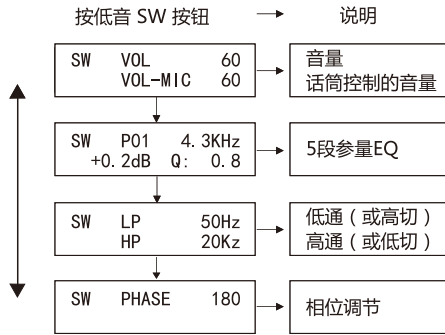 按低音 SW 按钮 说明
SW VOL 60
VOL-MIC 60
音量
话筒控制的音量
SW P01 4.3KHz
+0.2dB Q: 0.8
5段参量EQ
SW LP 50Hz
HP 20Kz
低通（或高切）
高通（或低切）
SW PHASE 180
相位调节